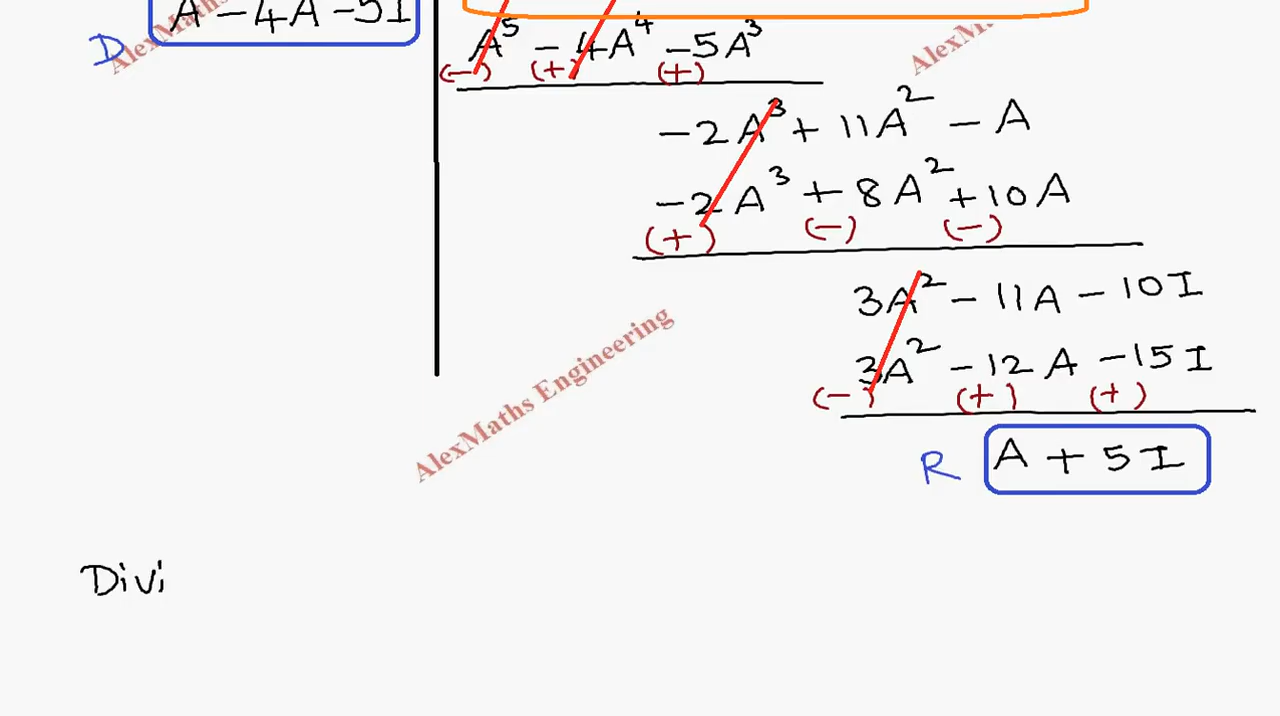 A² - 4A - 5I
D
A⁵ - 4A⁴ - 5A³
(-) (+) (+)
-2A³ + 11A² - A
-2A³ + 8A² + 10A
(+) (-) (-)
3A² - 11A - 10I
3A² - 12A - 15I
(-) (+) (+)
R A + 5I
AlexMaths Engineering
Divi